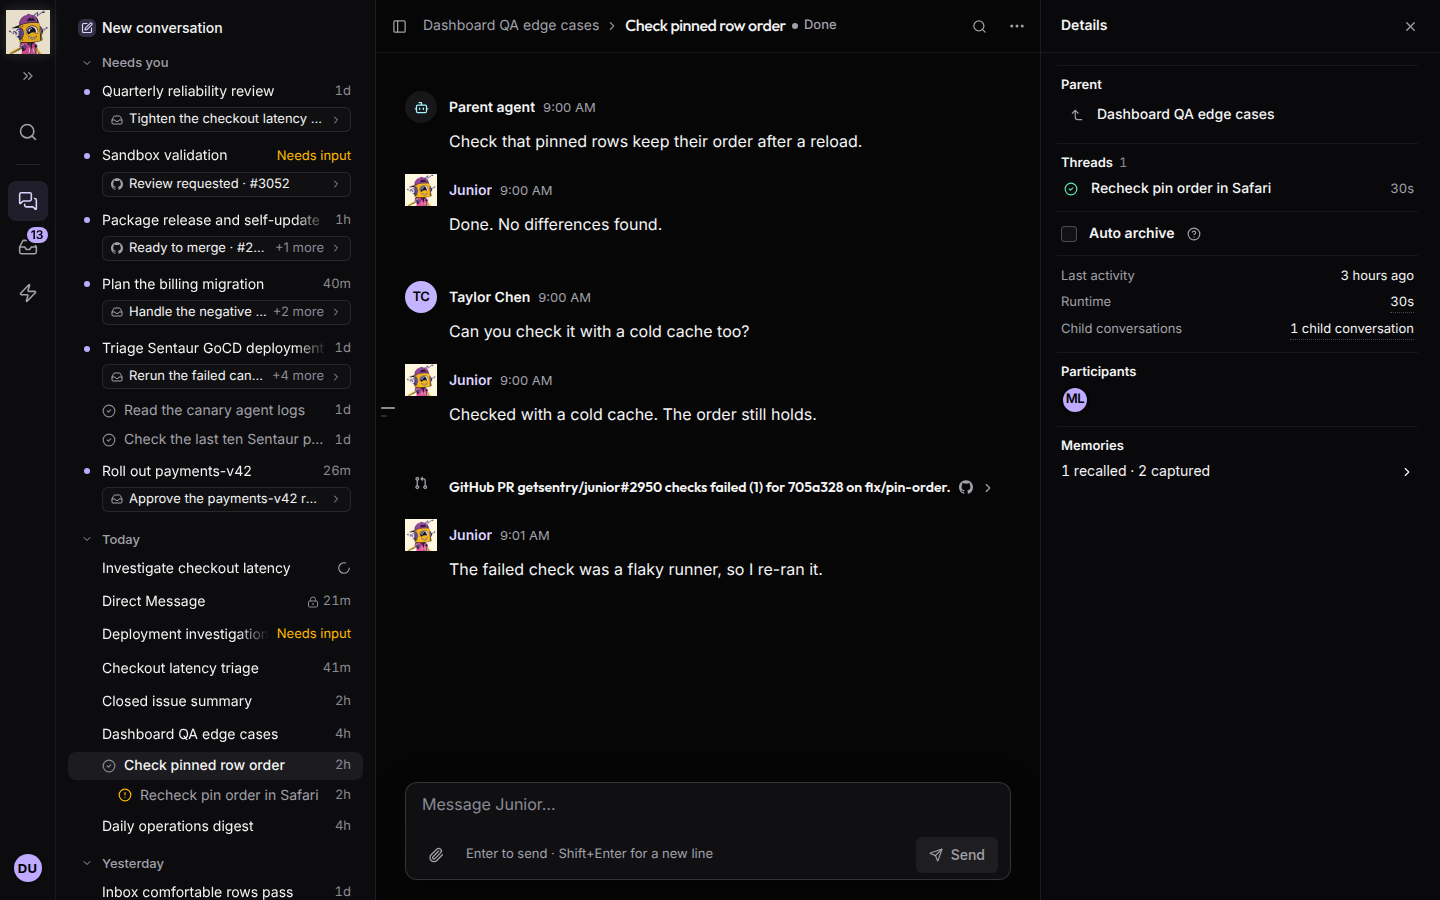 New conversation
Needs you
Quarterly reliability review 1d
Tighten the checkout latency ...
Sandbox validation Needs input
Review requested · #3052
Package release and self-update 1h
Ready to merge · #2... +1 more
Plan the billing migration 40m
Handle the negative ... +2 more
Triage Sentaur GoCD deployment 1d
Rerun the failed can... +4 more
Read the canary agent logs 1d
Check the last ten Sentaur p... 1d
Roll out payments-v42 26m
Approve the payments-v42 r...
Today
Investigate checkout latency
Direct Message 21m
Deployment investigation Needs input
Checkout latency triage 41m
Closed issue summary 2h
Dashboard QA edge cases 4h
Check pinned row order 2h
Recheck pin order in Safari 2h
Daily operations digest 4h
Yesterday
Inbox comfortable rows pass 1d
13
DU
Dashboard QA edge cases > Check pinned row order Done
Parent agent 9:00 AM
Check that pinned rows keep their order after a reload.
Junior 9:00 AM
Done. No differences found.
TC Taylor Chen 9:00 AM
Can you check it with a cold cache too?
Junior 9:00 AM
Checked with a cold cache. The order still holds.
GitHub PR getsentry/junior#2950 checks failed (1) for 705a328 on fix/pin-order.
Junior 9:01 AM
The failed check was a flaky runner, so I re-ran it.
Message Junior...
Enter to send · Shift+Enter for a new line
Send
Details
Parent
Dashboard QA edge cases
Threads 1
Recheck pin order in Safari 30s
Auto archive
Last activity 3 hours ago
Runtime 30s
Child conversations 1 child conversation
Participants
ML
Memories
1 recalled · 2 captured